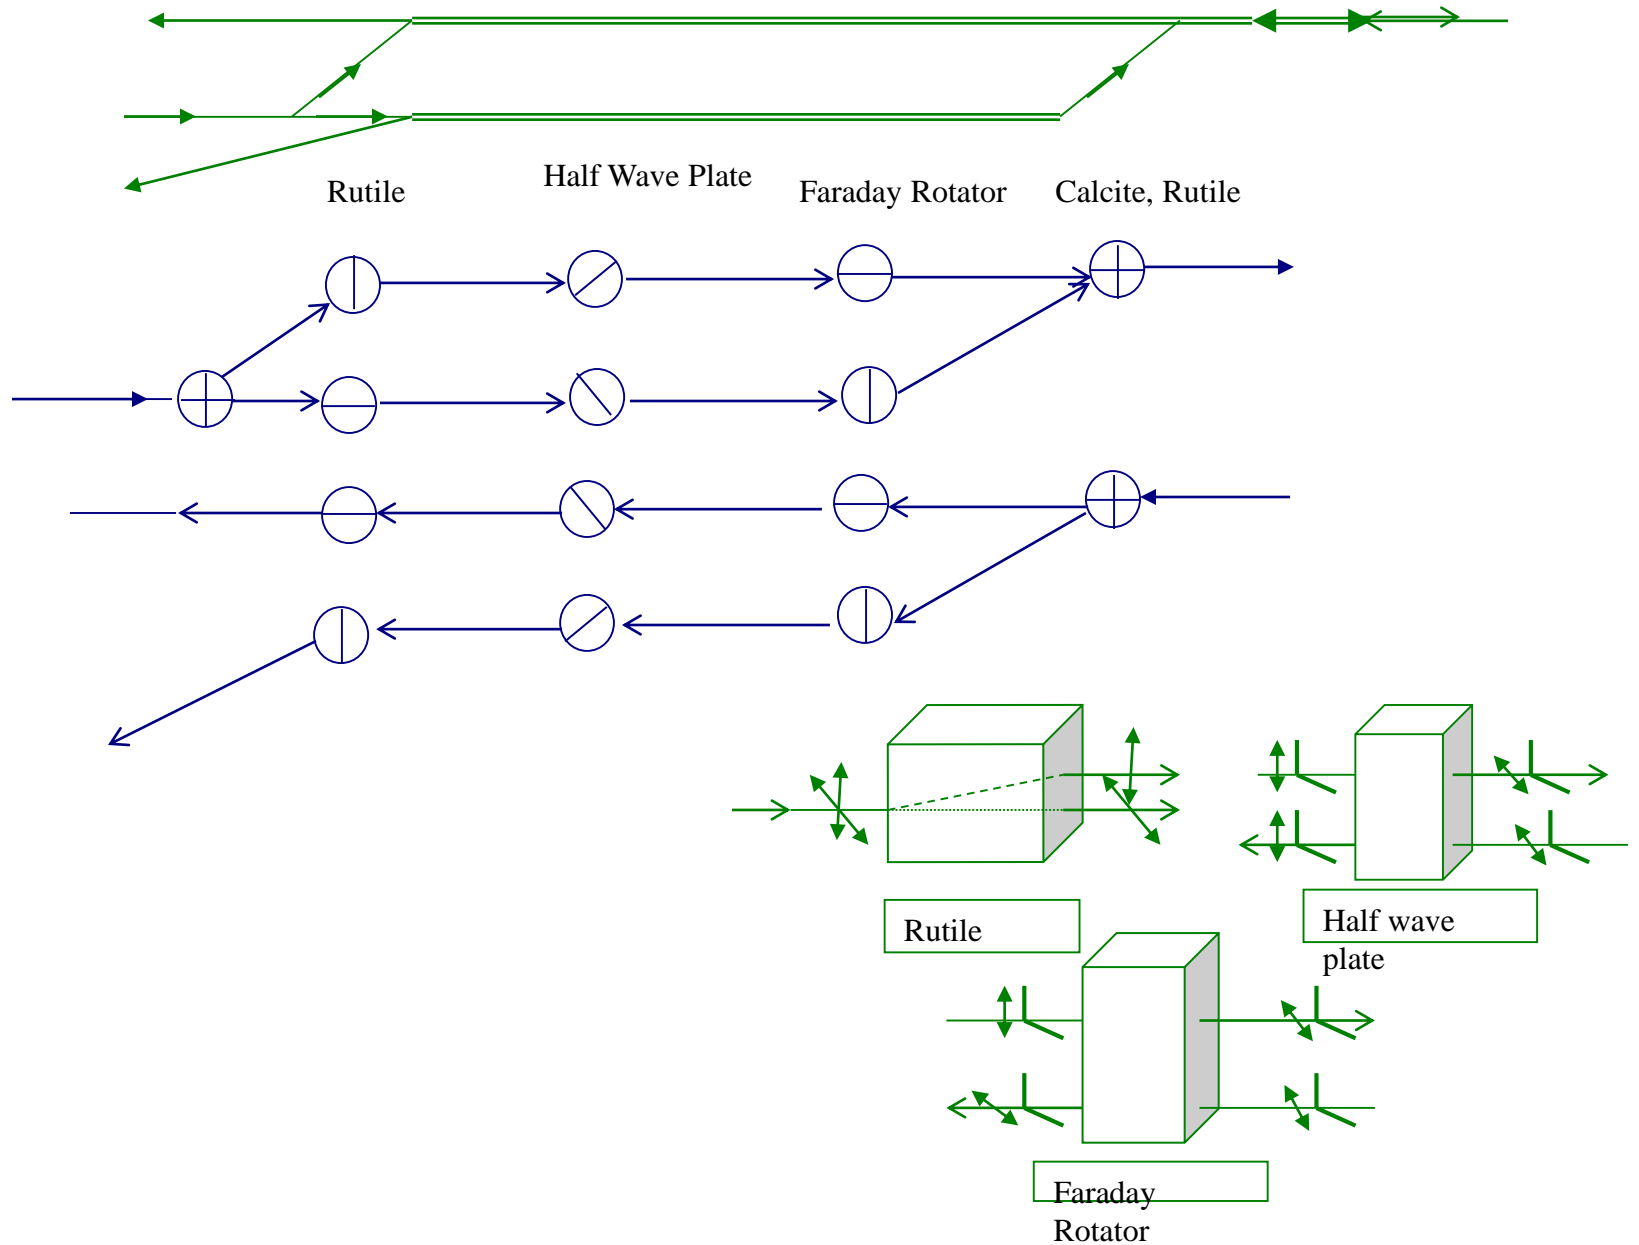 Rutile
Half Wave Plate
Faraday Rotator
Calcite, Rutile
Rutile
Half wave
plate
Faraday
Rotator